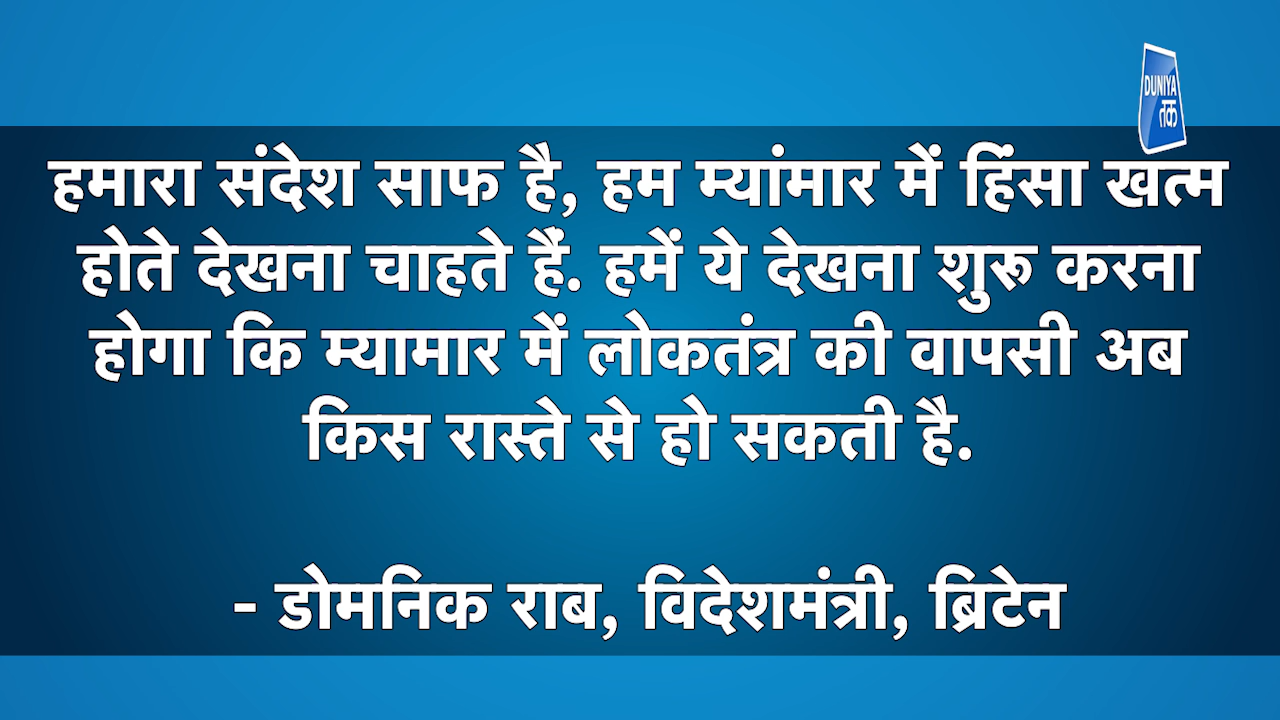 DUNIYA
तक
हमारा संदेश साफ है, हम म्यांमार में हिंसा खत्म
होते देखना चाहते हैं. हमें ये देखना शुरू करना
होगा कि म्यामार में लोकतंत्र की वापसी अब
किस रास्ते से हो सकती है.
- डोमनिक राब, विदेशमंत्री, ब्रिटेन